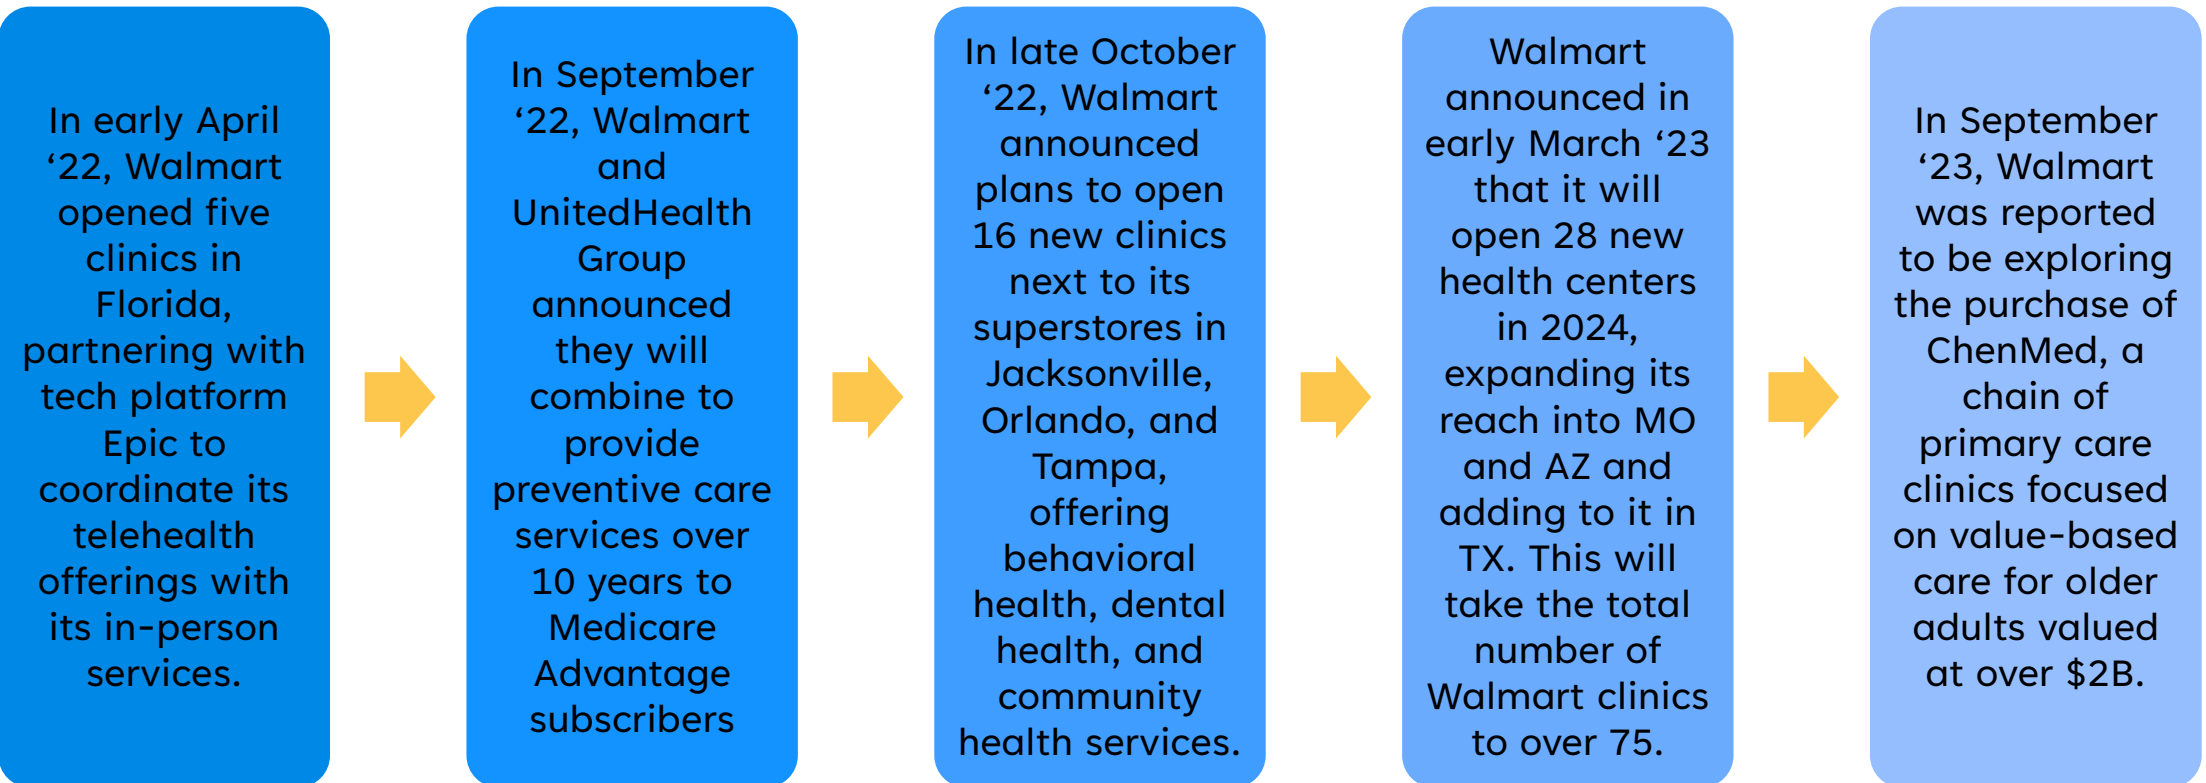 In early April
‘22, Walmart
opened five
clinics in
Florida,
partnering with
tech platform
Epic to
coordinate its
telehealth
offerings with
its in-person
services.
In September
‘22, Walmart
and
UnitedHealth
Group
announced
they will
combine to
provide
preventive care
services over
10 years to
Medicare
Advantage
subscribers
In late October
‘22, Walmart
announced
plans to open
16 new clinics
next to its
superstores in
Jacksonville,
Orlando, and
Tampa,
offering
behavioral
health, dental
health, and
community
health services.
Walmart
announced in
early March ‘23
that it will
open 28 new
health centers
in 2024,
expanding its
reach into MO
and AZ and
adding to it in
TX. This will
take the total
number of
Walmart clinics
to over 75.
In September
‘23, Walmart
was reported
to be exploring
the purchase of
ChenMed, a
chain of
primary care
clinics focused
on value-based
care for older
adults valued
at over $2B.